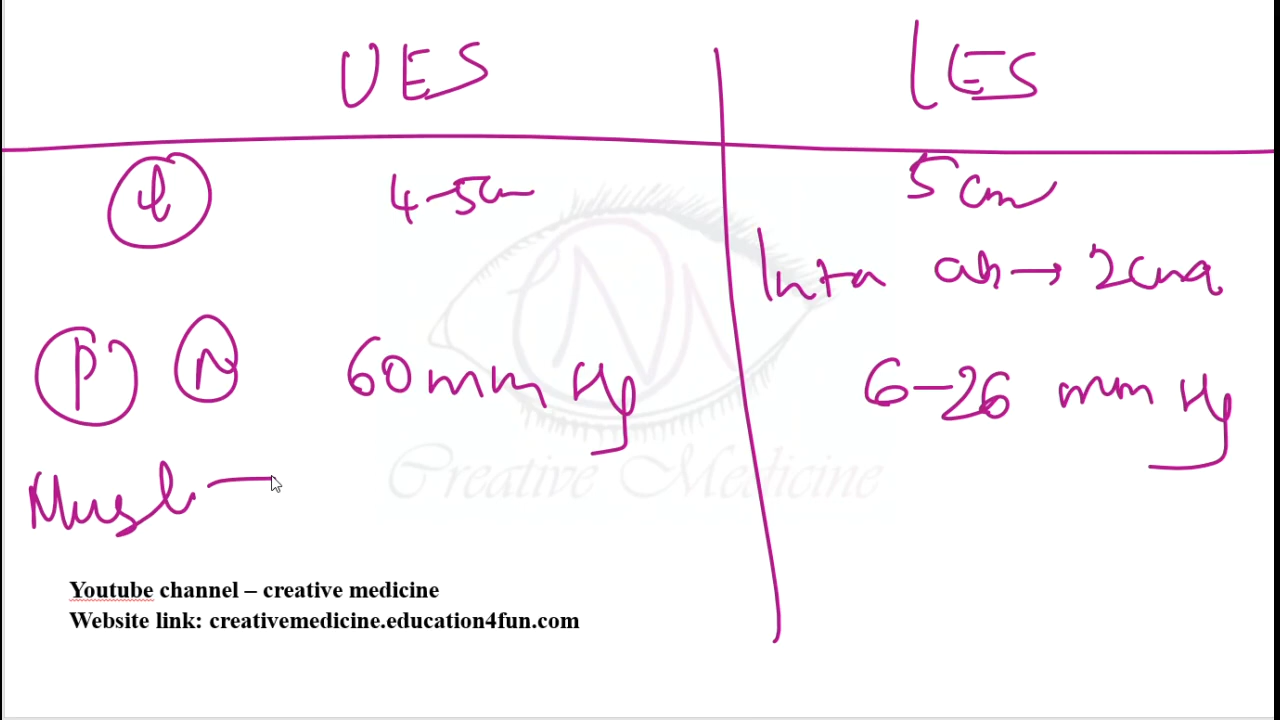 UES LES
l 4-5cm 5cm
Intra ab → 2cm
P N 60 mm Hg 6-26 mm Hg
Muscle —
Creative Medicine
Youtube channel – creative medicine
Website link: creativemedicine.education4fun.com